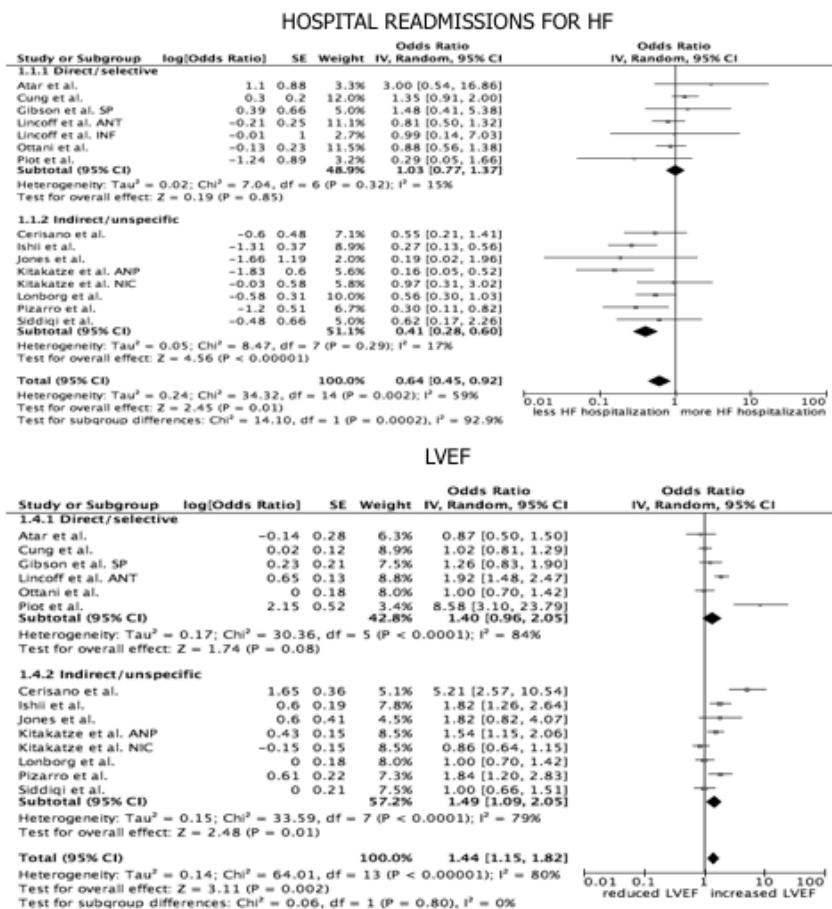 HOSPITAL READMISSIONS FOR HF
Odds Ratio Odds Ratio
Study or Subgroup log[Odds Ratio] SE Weight IV, Random, 95% CI IV, Random, 95% CI
1.1.1 Direct/selective
Atar et al. 1.1 0.88 3.3% 3.00 [0.54, 16.86]
Cung et al. 0.3 0.2 12.0% 1.35 [0.91, 2.00]
Gibson et al. SP 0.39 0.66 5.0% 1.48 [0.41, 5.38]
Lincoff et al. ANT -0.21 0.25 11.1% 0.81 [0.50, 1.32]
Lincoff et al. INF -0.01 1 2.7% 0.99 [0.14, 7.03]
Ottani et al. -0.13 0.23 11.5% 0.88 [0.56, 1.38]
Piot et al. -1.24 0.89 3.2% 0.29 [0.05, 1.66]
Subtotal (95% CI) 48.9% 1.03 [0.77, 1.37]
Heterogeneity: Tau² = 0.02; Chi² = 7.04, df = 6 (P = 0.32); I² = 15%
Test for overall effect: Z = 0.19 (P = 0.85)
1.1.2 Indirect/unspecific
Cerisano et al. -0.6 0.48 7.1% 0.55 [0.21, 1.41]
Ishii et al. -1.31 0.37 8.9% 0.27 [0.13, 0.56]
Jones et al. -1.66 1.19 2.0% 0.19 [0.02, 1.96]
Kitakatze et al. ANP -1.83 0.6 5.6% 0.16 [0.05, 0.52]
Kitakatze et al. NIC -0.03 0.58 5.8% 0.97 [0.31, 3.02]
Lonborg et al. -0.58 0.31 10.0% 0.56 [0.30, 1.03]
Pizarro et al. -1.2 0.51 6.7% 0.30 [0.11, 0.82]
Siddiqi et al. -0.48 0.66 5.0% 0.62 [0.17, 2.26]
Subtotal (95% CI) 51.1% 0.41 [0.28, 0.60]
Heterogeneity: Tau² = 0.05; Chi² = 8.47, df = 7 (P = 0.29); I² = 17%
Test for overall effect: Z = 4.56 (P < 0.00001)
Total (95% CI) 100.0% 0.64 [0.45, 0.92]
Heterogeneity: Tau² = 0.24; Chi² = 34.32, df = 14 (P = 0.002); I² = 59%
Test for overall effect: Z = 2.45 (P = 0.01)
Test for subgroup differences: Chi² = 14.10, df = 1 (P = 0.0002), I² = 92.9%
0.01 0.1 1 10 100
less HF hospitalization more HF hospitalization
LVEF
Odds Ratio Odds Ratio
Study or Subgroup log[Odds Ratio] SE Weight IV, Random, 95% CI IV, Random, 95% CI
1.4.1 Direct/selective
Atar et al. -0.14 0.28 6.3% 0.87 [0.50, 1.50]
Cung et al. 0.02 0.12 8.9% 1.02 [0.81, 1.29]
Gibson et al. SP 0.23 0.21 7.5% 1.26 [0.83, 1.90]
Lincoff et al. ANT 0.65 0.13 8.8% 1.92 [1.48, 2.47]
Ottani et al. 0 0.18 8.0% 1.00 [0.70, 1.42]
Piot et al. 2.15 0.52 3.4% 8.58 [3.10, 23.79]
Subtotal (95% CI) 42.8% 1.40 [0.96, 2.05]
Heterogeneity: Tau² = 0.17; Chi² = 30.36, df = 5 (P < 0.0001); I² = 84%
Test for overall effect: Z = 1.74 (P = 0.08)
1.4.2 Indirect/unspecific
Cerisano et al. 1.65 0.36 5.1% 5.21 [2.57, 10.54]
Ishii et al. 0.6 0.19 7.8% 1.82 [1.26, 2.64]
Jones et al. 0.6 0.41 4.5% 1.82 [0.82, 4.07]
Kitakatze et al. ANP 0.43 0.15 8.5% 1.54 [1.15, 2.06]
Kitakatze et al. NIC -0.15 0.15 8.5% 0.86 [0.64, 1.15]
Lonborg et al. 0 0.18 8.0% 1.00 [0.70, 1.42]
Pizarro et al. 0.61 0.22 7.3% 1.84 [1.20, 2.83]
Siddiqi et al. 0 0.21 7.5% 1.00 [0.66, 1.51]
Subtotal (95% CI) 57.2% 1.49 [1.09, 2.05]
Heterogeneity: Tau² = 0.15; Chi² = 33.59, df = 7 (P < 0.0001); I² = 79%
Test for overall effect: Z = 2.48 (P = 0.01)
Total (95% CI) 100.0% 1.44 [1.15, 1.82]
Heterogeneity: Tau² = 0.14; Chi² = 64.01, df = 13 (P < 0.00001); I² = 80%
Test for overall effect: Z = 3.11 (P = 0.002)
Test for subgroup differences: Chi² = 0.06, df = 1 (P = 0.80), I² = 0%
0.01 0.1 1 10 100
reduced LVEF increased LVEF